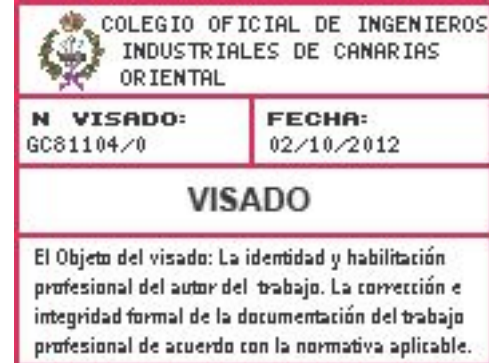 COLEGIO OFICIAL DE INGENIEROS
INDUSTRIALES DE CANARIAS
ORIENTAL
N VISADO:
GC81104/0
FECHA:
02/10/2012
VISADO
El Objeto del visado: La identidad y habilitación
profesional del autor del trabajo. La corrección e
integridad formal de la documentación del trabajo
profesional de acuerdo con la normativa aplicable.